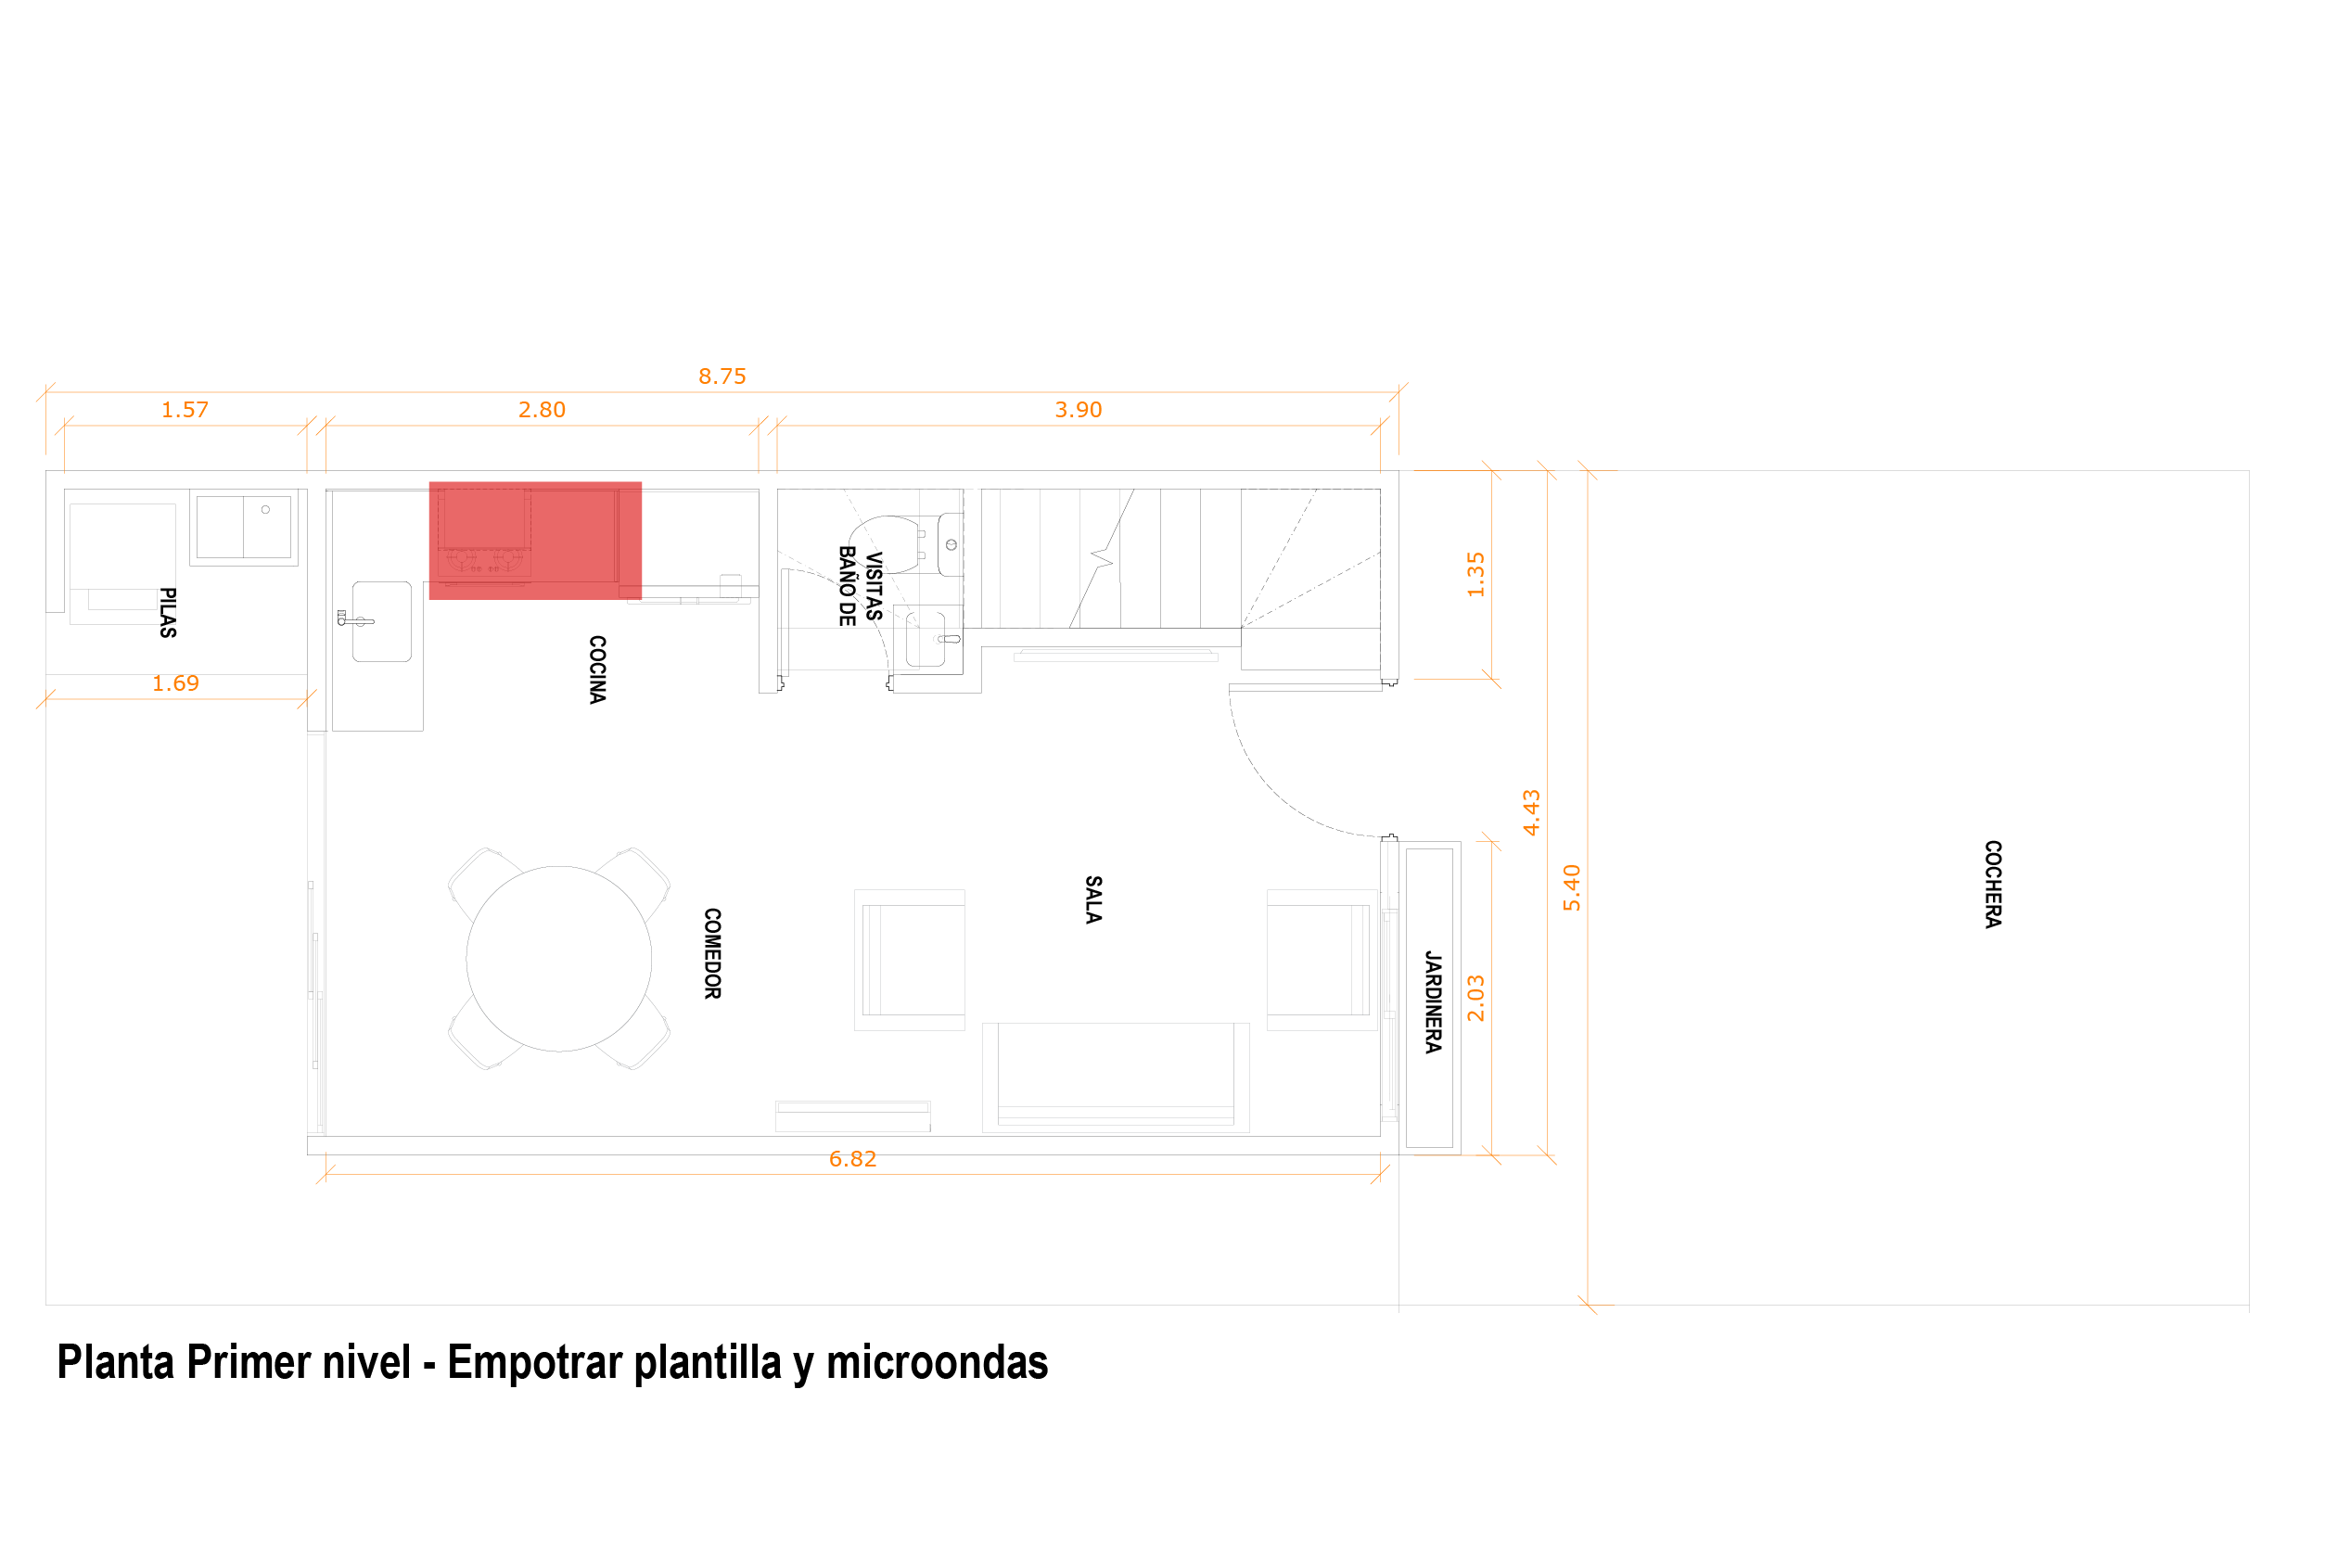 8.75
1.57
2.80
3.90
PILAS
1.69
COCINA
VISITAS
BAÑO DE
1.35
4.43
5.40
2.03
COMEDOR
SALA
JARDINERA
COCHERA
6.82
Planta Primer nivel - Empotrar plantilla y microondas